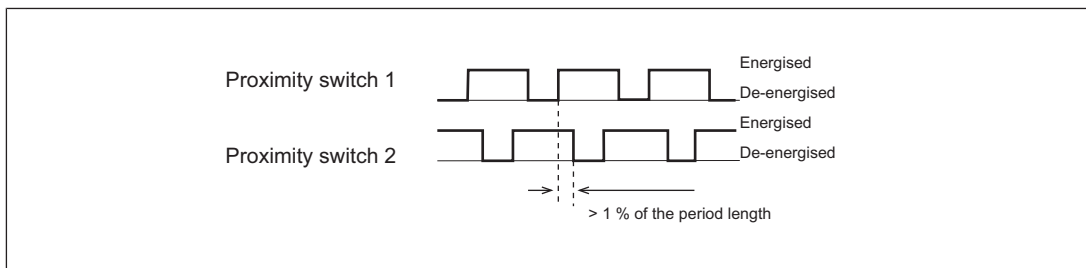 Proximity switch 1
Energised
De-energised
Proximity switch 2
Energised
De-energised
> 1 % of the period length